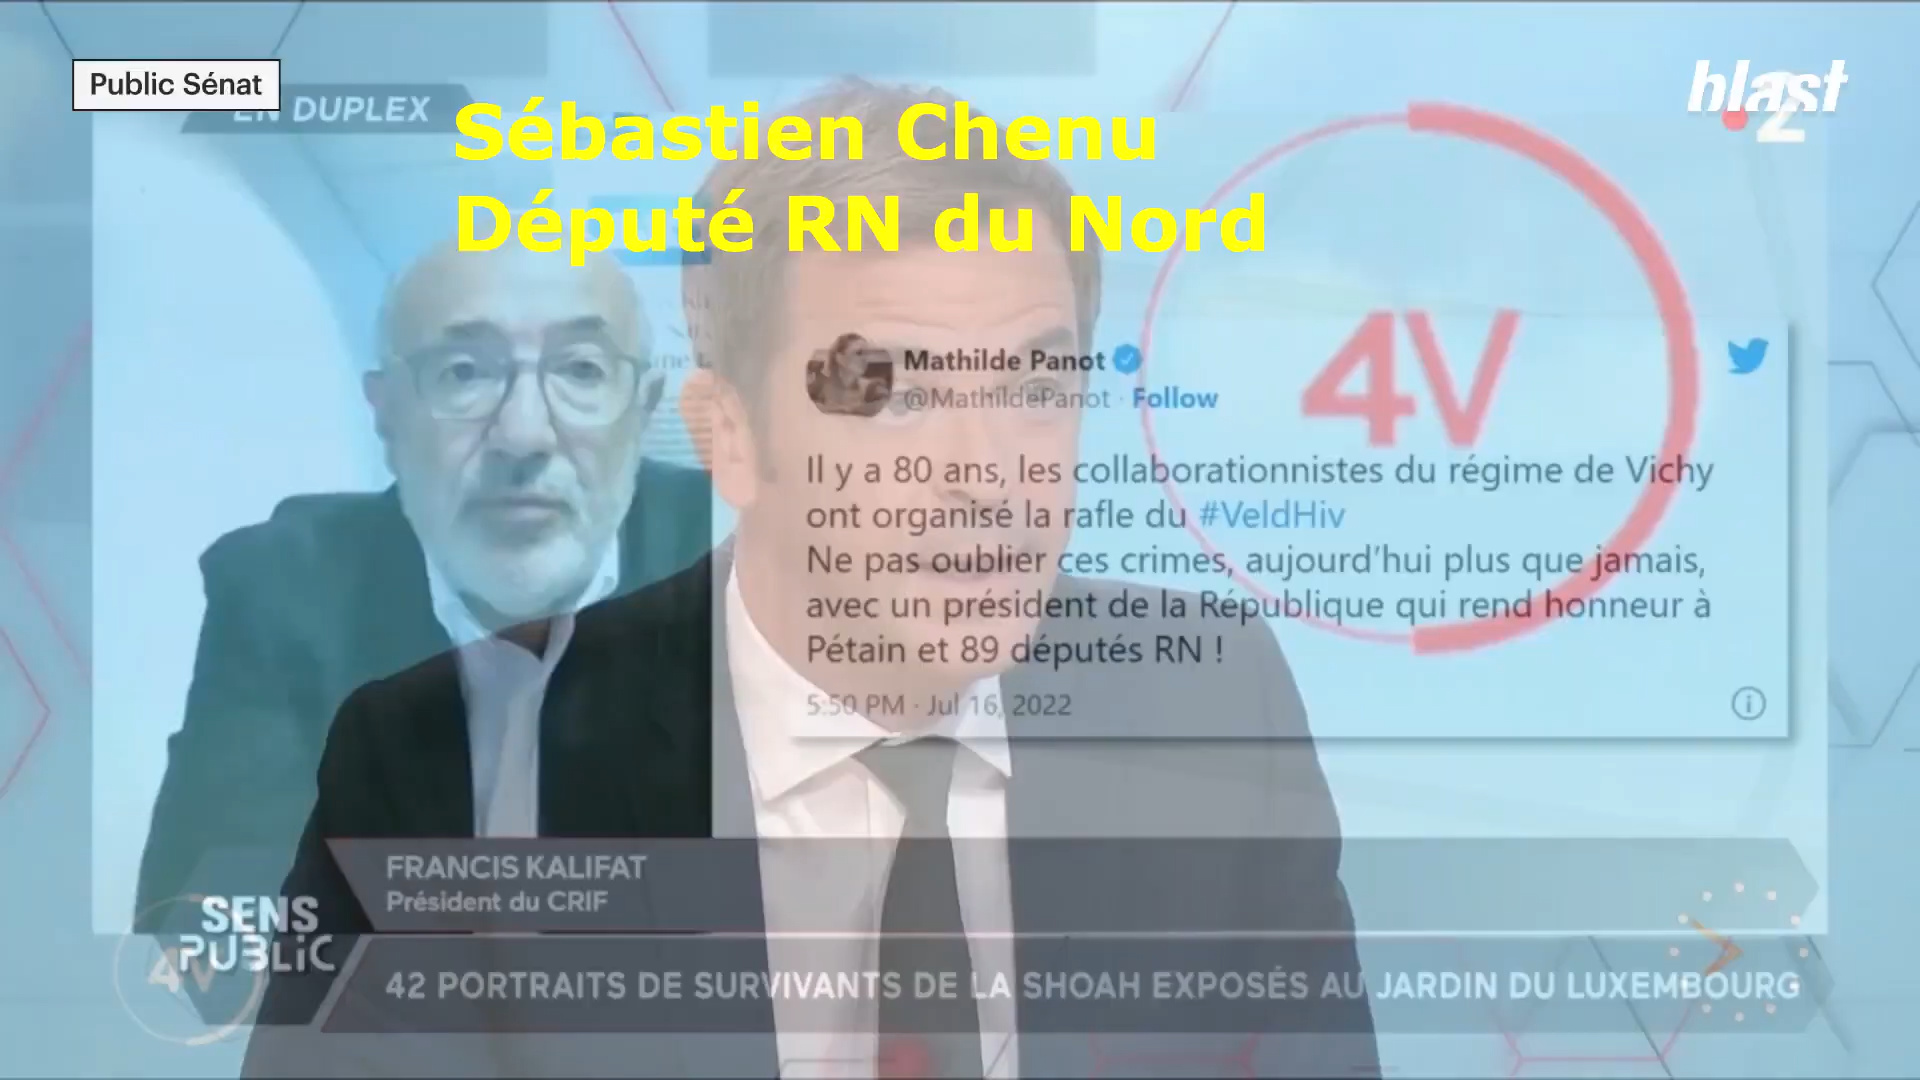 Public Sénat
EN DUPLEX
blast
2
Sébastien Chenu
Député RN du Nord
4V
Mathilde Panot
@MathildePanot · Follow
Il y a 80 ans, les collaborationnistes du régime de Vichy
ont organisé la rafle du #VeldHiv
Ne pas oublier ces crimes, aujourd'hui plus que jamais,
avec un président de la République qui rend honneur à
Pétain et 89 députés RN !
5:50 PM · Jul 16, 2022
FRANCIS KALIFAT
Président du CRIF
SENS
PUBLIC
4V
42 PORTRAITS DE SURVIVANTS DE LA SHOAH EXPOSÉS AU JARDIN DU LUXEMBOURG